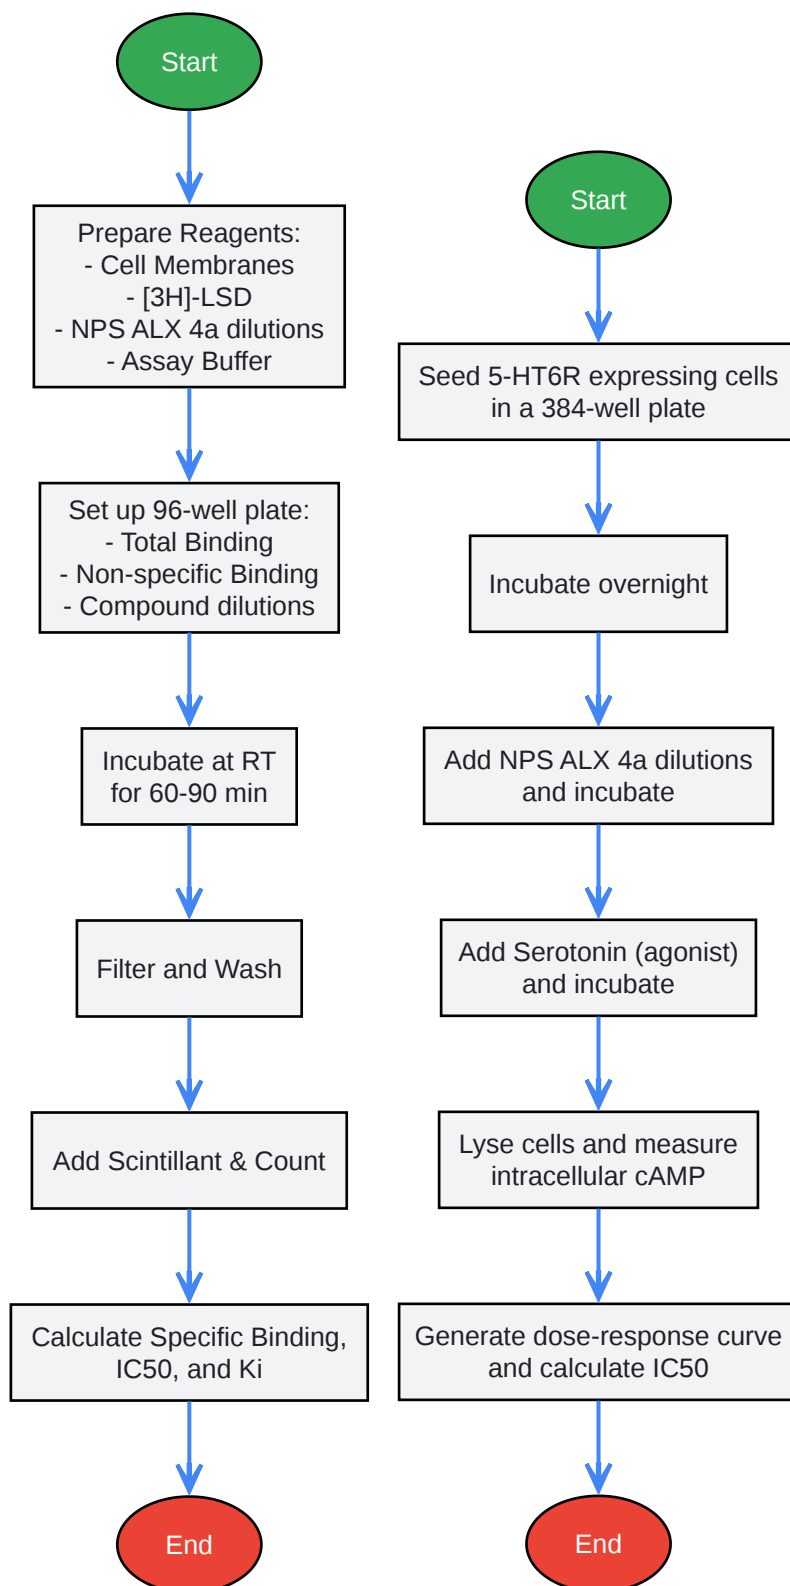 Start
Prepare Reagents:
- Cell Membranes
- [3H]-LSD
- NPS ALX 4a dilutions
- Assay Buffer
Set up 96-well plate:
- Total Binding
- Non-specific Binding
- Compound dilutions
Incubate at RT
for 60-90 min
Filter and Wash
Add Scintillant & Count
Calculate Specific Binding,
IC50, and Ki
End
Start
Seed 5-HT6R expressing cells
in a 384-well plate
Incubate overnight
Add NPS ALX 4a dilutions
and incubate
Add Serotonin (agonist)
and incubate
Lyse cells and measure
intracellular cAMP
Generate dose-response curve
and calculate IC50
End